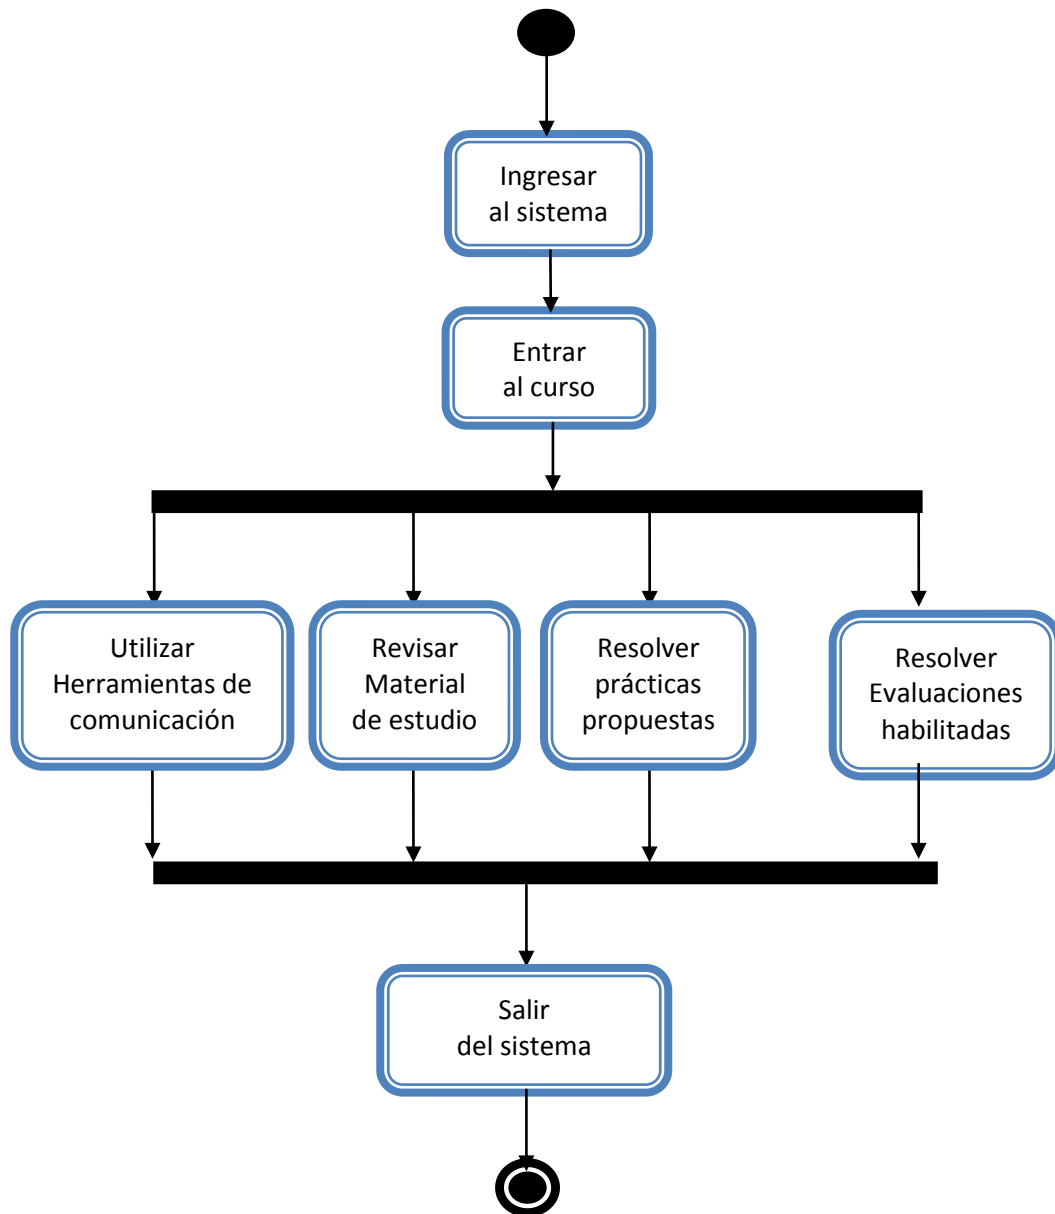 Ingresar
al sistema
Entrar
al curso
Utilizar
Herramientas de
comunicación
Revisar
Material
de estudio
Resolver
prácticas
propuestas
Resolver
Evaluaciones
habilitadas
Salir
del sistema